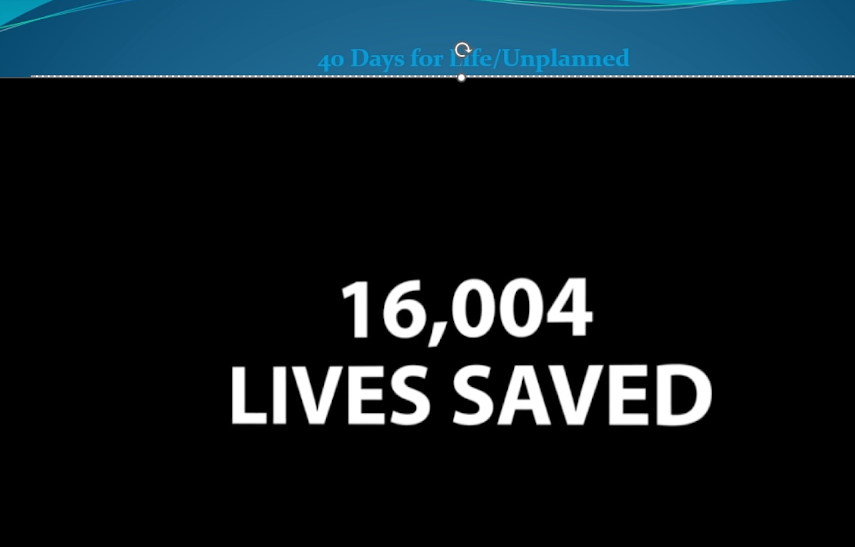 40 Days for Life/Unplanned
16,004
LIVES SAVED